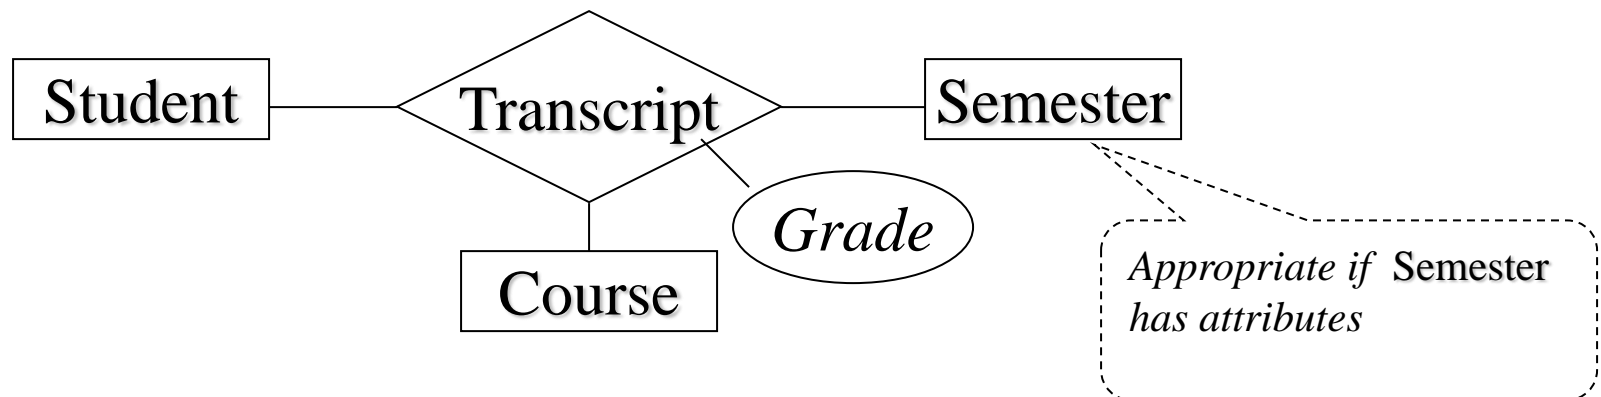 Student
Transcript
Semester
Grade
Course
Appropriate if Semester
has attributes